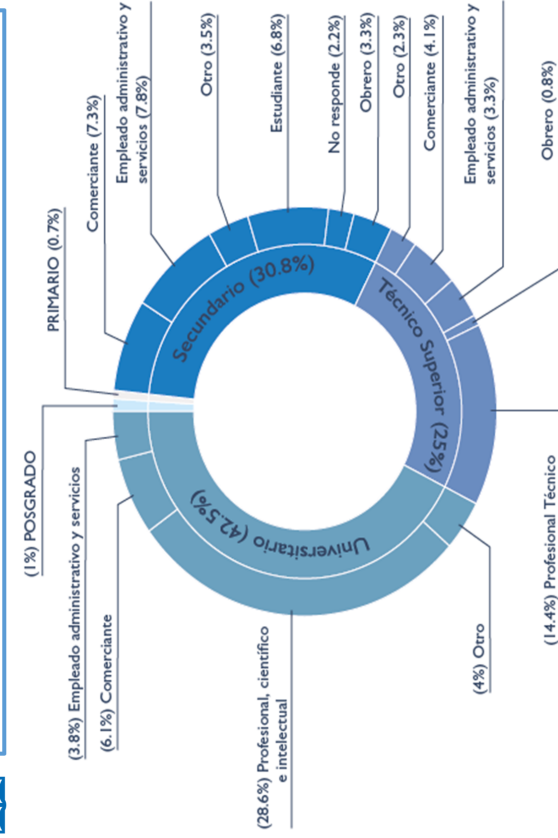 (1%) POSGRADO
PRIMARIO (0.7%)
Comerciante (7.3%)
Empleado administrativo y
servicios (7.8%)
Otro (3.5%)
Estudiante (6.8%)
No responde (2.2%)
Obrero (3.3%)
Otro (2.3%)
Comerciante (4.1%)
Empleado administrativo y
servicios (3.3%)
Obrero (0.8%)
(14.4%) Profesional Técnico
(4%) Otro
(28.6%) Profesional, científico
e intelectual
(6.1%) Comerciante
(3.8%) Empleado administrativo y servicios
Secundario (30.8%)
Técnico Superior (25%)
Universitario (42.5%)